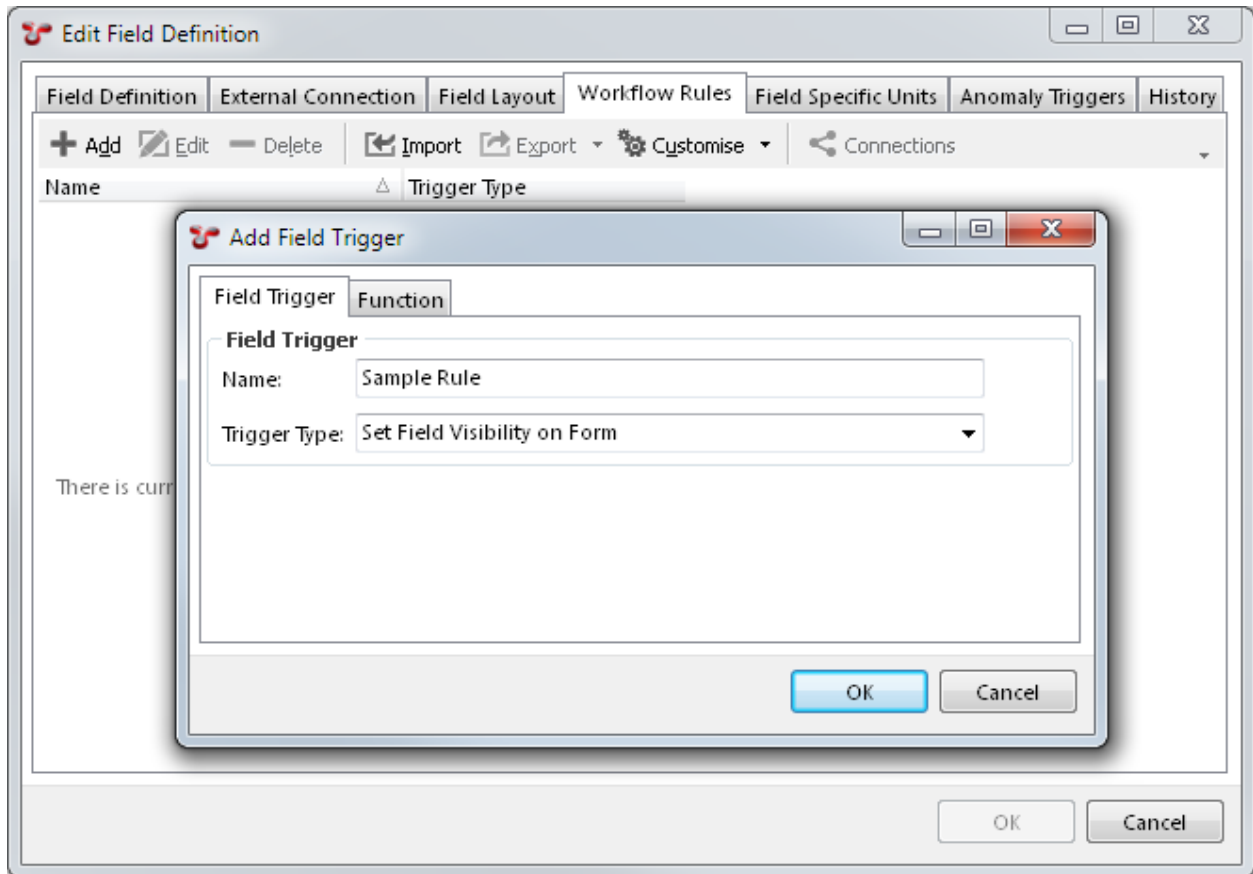 Edit Field Definition
Field Definition External Connection Field Layout Workflow Rules Field Specific Units Anomaly Triggers History
Add Edit Delete Import Export Customise Connections
Name Trigger Type
Add Field Trigger
Field Trigger Function
Field Trigger
Name: Sample Rule
Trigger Type: Set Field Visibility on Form
There is curr
OK Cancel
OK Cancel